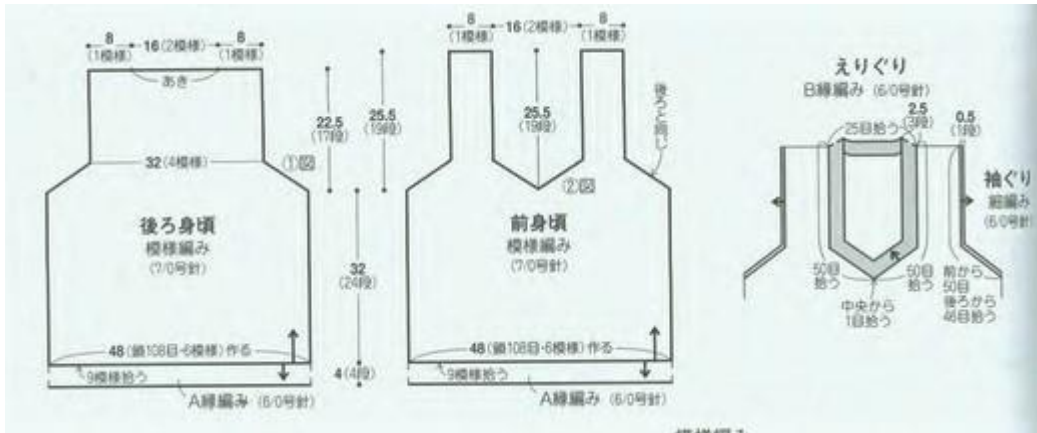 8
(1模様)
16(2模様)
8
(1模様)
あき
32(4模様)
①図
後ろ身頃
模様編み
(7/0号針)
48(鎖108目・6模様)作る
9模様拾う
A縁編み (6/0号針)
22.5
(17段)
25.5
(19段)
32
(24段)
4(4段)
8
(1模様)
16(2模様)
8
(1模様)
25.5
(19段)
後ろと同じ
②図
前身頃
模様編み
(7/0号針)
48(鎖108目・6模様)作る
9模様拾う
A縁編み (6/0号針)
えりぐり
B縁編み (6/0号針)
2.5
(3段)
25目拾う
0.5
(1段)
袖ぐり
細編み
(6/0号針)
50目
拾う
50目
拾う
中央から
1目拾う
前から
50目
後ろから
46目拾う